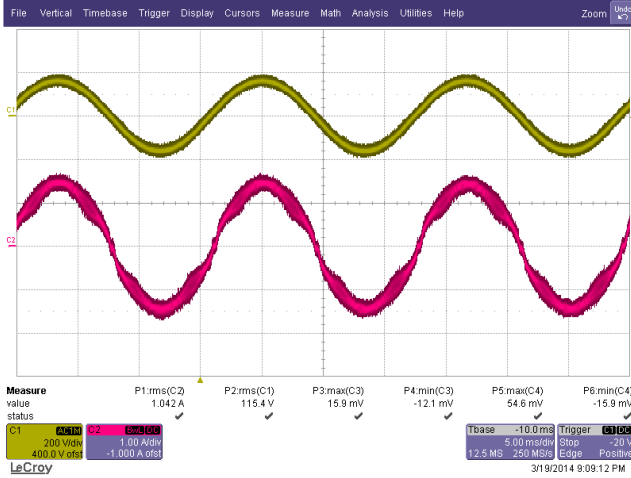 File Vertical Timebase Trigger Display Cursors Measure Math Analysis Utilities Help Zoom Undo
C1
C2
Measure P1:rms(C2) P2:rms(C1) P3:max(C3) P4:min(C3) P5:max(C4) P6:min(C4)
value 1.042 A 115.4 V 15.9 mV -12.1 mV 54.6 mV -15.9 mV
status
C1 AC1M C2 BwL DC Tbase -10.0 ms Trigger C1 DC
200 V/div 1.00 A/div 5.00 ms/div Stop -20 V
400.0 V ofst -1.000 A ofst 12.5 MS 250 MS/s Edge Positive
LeCroy 3/19/2014 9:09:12 PM